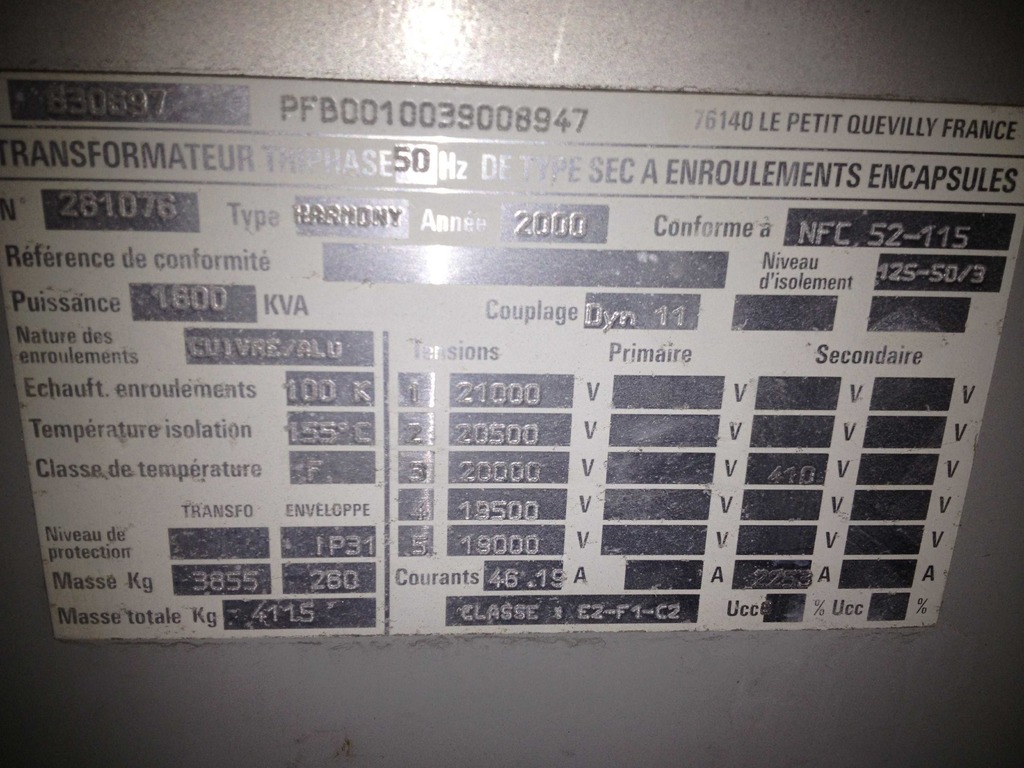 830897 PFB0010039008947 76140 LE PETIT QUEVILLY FRANCE
TRANSFORMATEUR TRIPHASE 50 Hz DE TYPE SEC A ENROULEMENTS ENCAPSULES
N° 261076 Type HARMONY Année 2000 Conforme à NFC 52-115
Référence de conformité Niveau d'isolement 125-50/3
Puissance 1600 KVA Couplage Dyn 11
Nature des enroulements CUIVRE/ALU Tensions Primaire Secondaire
Echauft. enroulements 100 K 1 21000 V V V V
Température isolation 155°C 2 20500 V V V V
Classe de température F 3 20000 V V 410 V V
TRANSFO ENVELOPPE 4 19500 V V V V
Niveau de protection IP31 5 19000 V V V V
Masse Kg 3855 260 Courants 46.19 A A 2253 A A
Masse totale Kg 4115 CLASSE : E2-F1-C2 Ucc % Ucc %